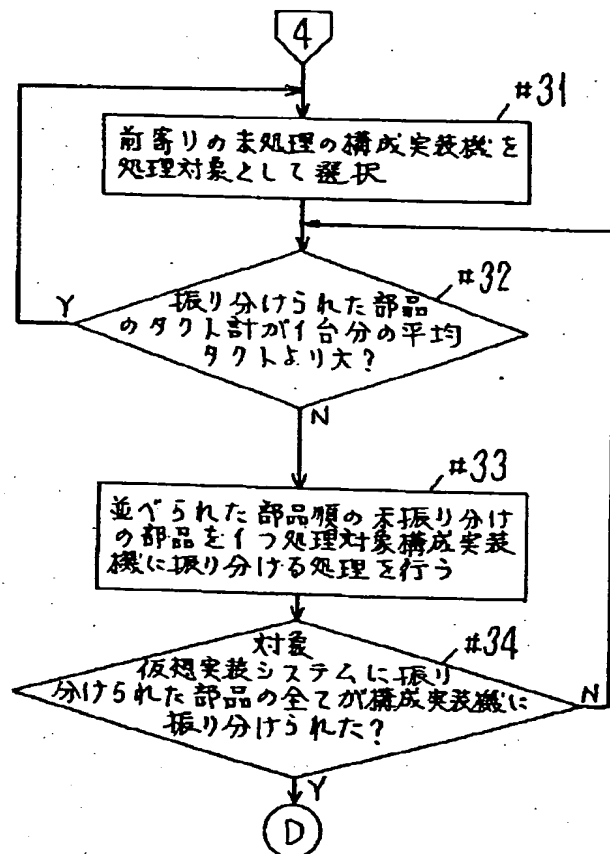 4
#31
前寄りの未処理の構成実装機を
処理対象として選択
#32
振り分けられた部品
のタクト計が1台分の平均
タクトより大?
Y
N
#33
並べられた部品順の未振り分け
の部品を1つ処理対象構成実装
機に振り分ける処理を行う
#34
対象
仮想実装システムに振り
分けられた部品の全てが構成実装機に
振り分けられた?
N
Y
D